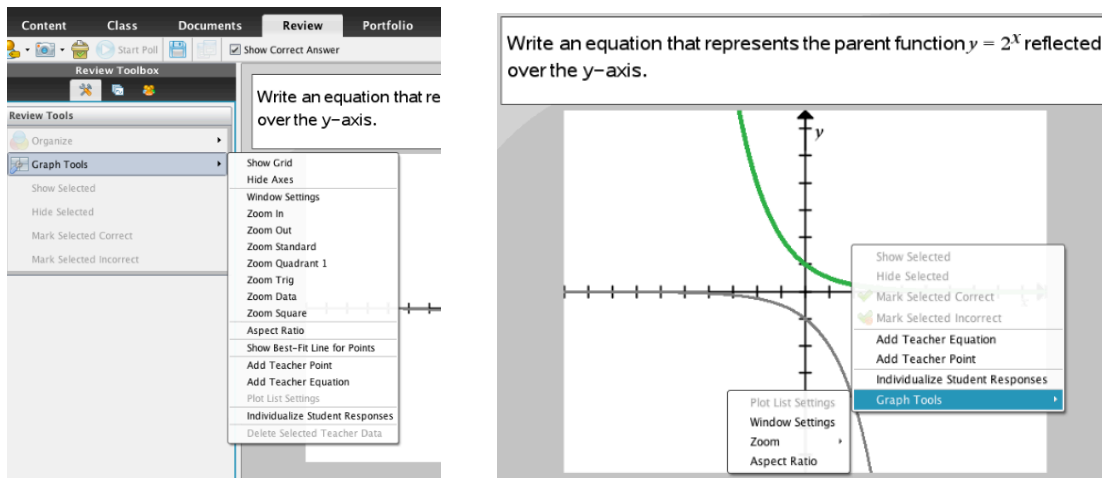 Content Class Documents Review Portfolio
Start Poll Show Correct Answer
Review Toolbox
Review Tools
Organize
Graph Tools
Show Selected
Hide Selected
Mark Selected Correct
Mark Selected Incorrect
Write an equation that re
over the y-axis.
Show Grid
Hide Axes
Window Settings
Zoom In
Zoom Out
Zoom Standard
Zoom Quadrant 1
Zoom Trig
Zoom Data
Zoom Square
Aspect Ratio
Show Best-Fit Line for Points
Add Teacher Point
Add Teacher Equation
Plot List Settings
Individualize Student Responses
Delete Selected Teacher Data
Write an equation that represents the parent function y = 2^x reflected
over the y-axis.
y
Show Selected
Hide Selected
Mark Selected Correct
Mark Selected Incorrect
Add Teacher Equation
Add Teacher Point
Individualize Student Responses
Graph Tools
Plot List Settings
Window Settings
Zoom
Aspect Ratio